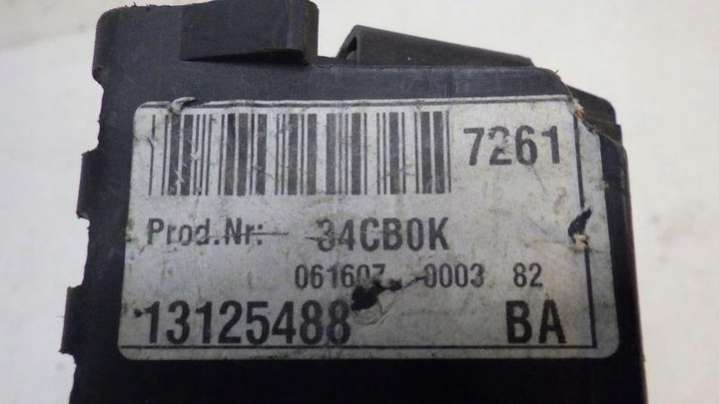 7261
Prod.Nr: 34CB0K
061607 0003 82
13125488 BA